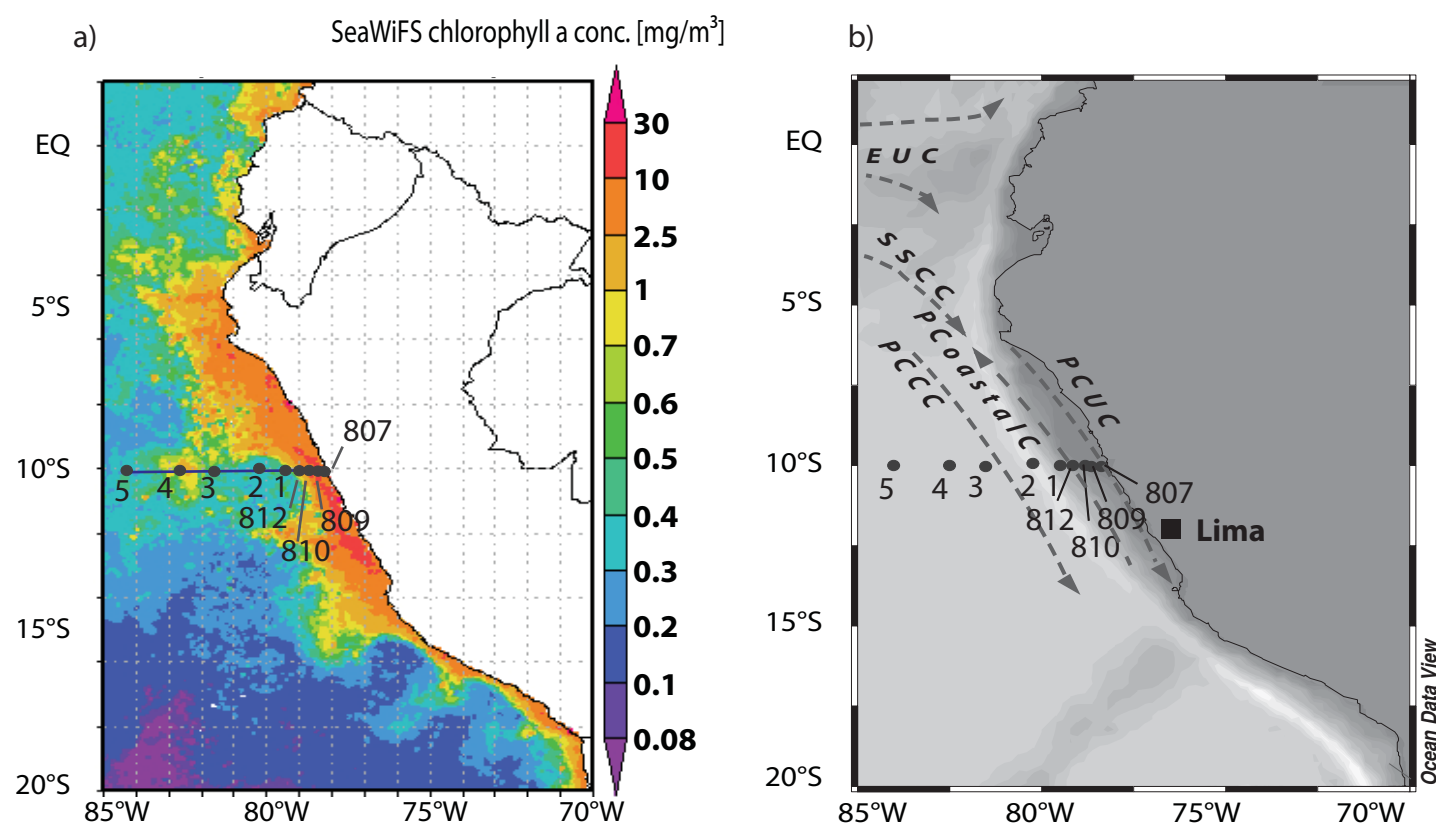 a)
SeaWiFS chlorophyll a conc. [mg/m³]
EQ
5°S
10°S
15°S
20°S
85°W
80°W
75°W
70°W
30
10
2.5
1
0.7
0.6
0.5
0.4
0.3
0.2
0.1
0.08
807
5
4
3
2
1
812
809
810
b)
EQ
5°S
10°S
15°S
20°S
85°W
80°W
75°W
70°W
EUC
SSCC
PCoastalC
PCCC
PCUC
5
4
3
2
1
807
812
809
810
Lima
Ocean Data View